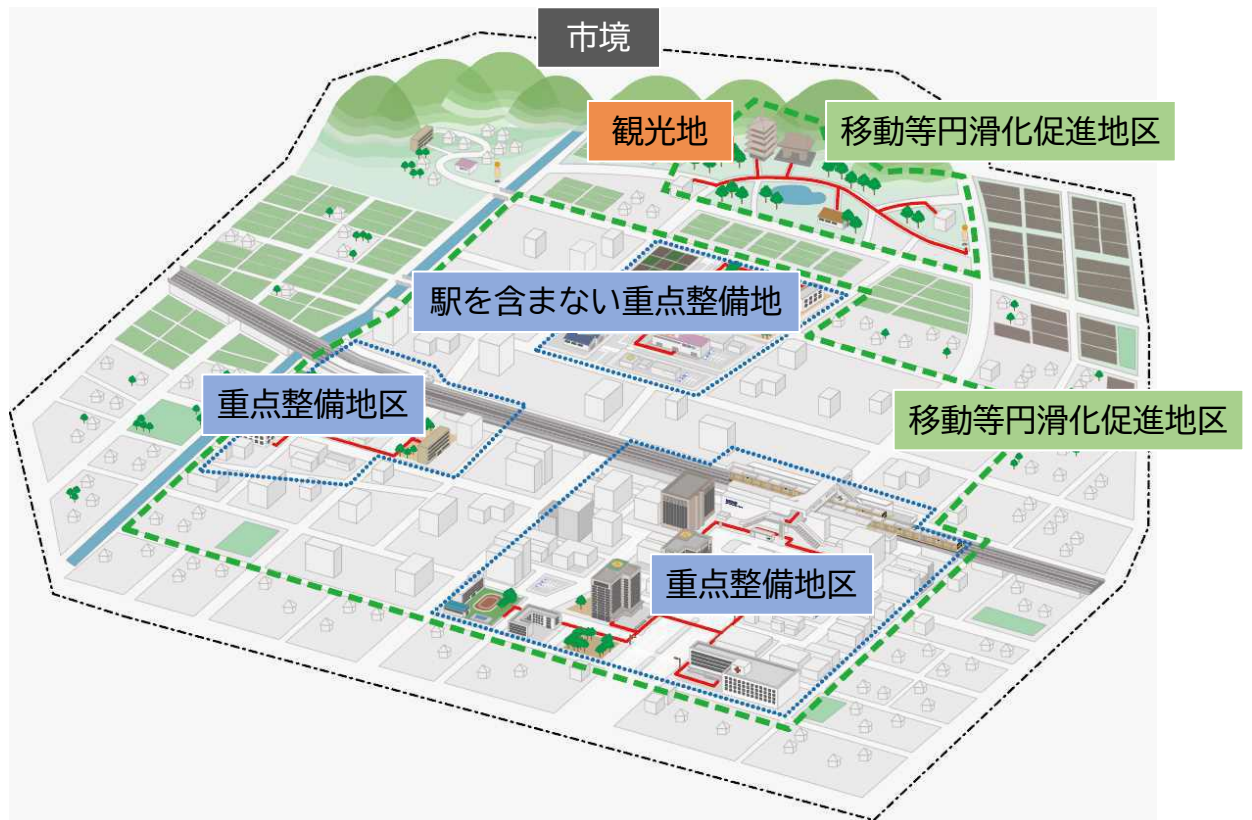 市境
観光地
移動等円滑化促進地区
駅を含まない重点整備地
重点整備地区
移動等円滑化促進地区
重点整備地区